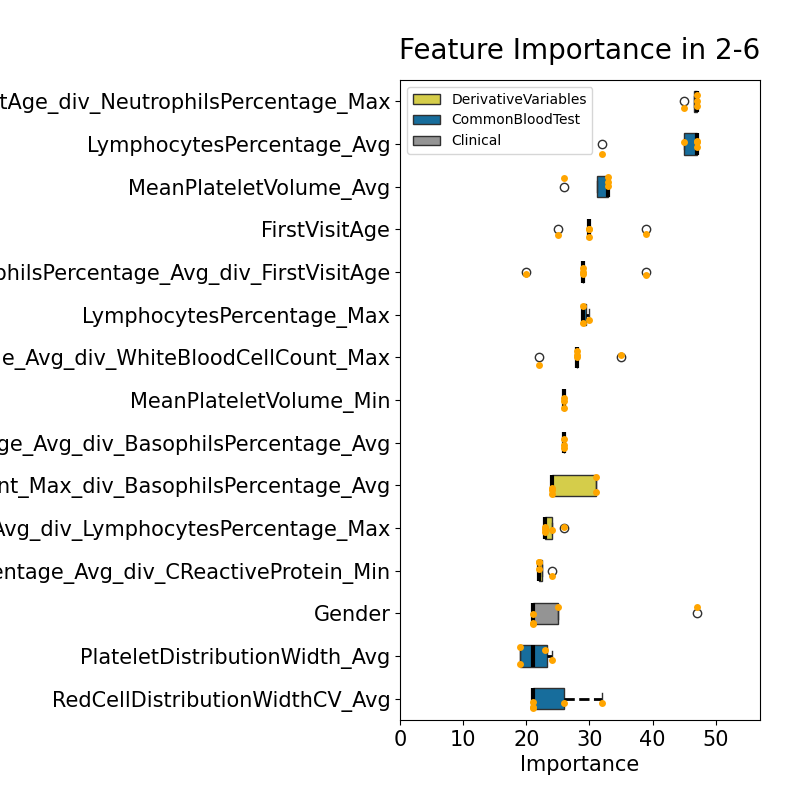 Feature Importance in 2-6
tAge_div_NeutrophilsPercentage_Max
LymphocytesPercentage_Avg
MeanPlateletVolume_Avg
FirstVisitAge
philsPercentage_Avg_div_FirstVisitAge
LymphocytesPercentage_Max
e_Avg_div_WhiteBloodCellCount_Max
MeanPlateletVolume_Min
ge_Avg_div_BasophilsPercentage_Avg
nt_Max_div_BasophilsPercentage_Avg
Avg_div_LymphocytesPercentage_Max
entage_Avg_div_CReactiveProtein_Min
Gender
PlateletDistributionWidth_Avg
RedCellDistributionWidthCV_Avg
DerivativeVariables
CommonBloodTest
Clinical
0 10 20 30 40 50
Importance